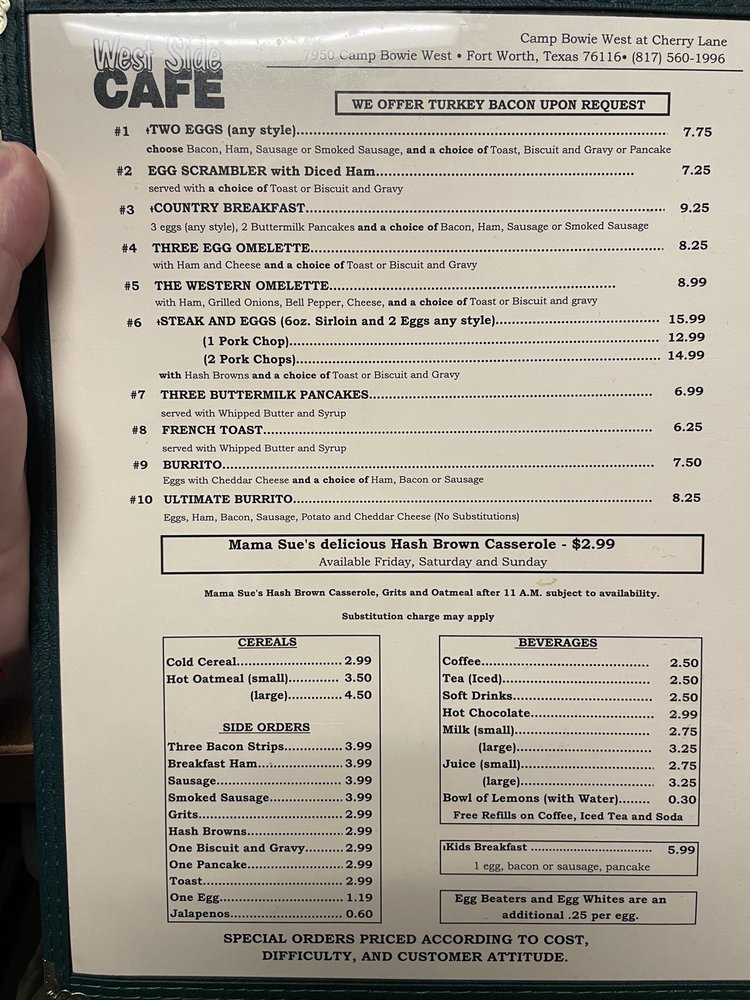 West Side
CAFE
Camp Bowie West at Cherry Lane
7950 Camp Bowie West • Fort Worth, Texas 76116• (817) 560-1996
WE OFFER TURKEY BACON UPON REQUEST
#1 TWO EGGS (any style)........ 7.75
choose Bacon, Ham, Sausage or Smoked Sausage, and a choice of Toast, Biscuit and Gravy or Pancake
#2 EGG SCRAMBLER with Diced Ham........ 7.25
served with a choice of Toast or Biscuit and Gravy
#3 COUNTRY BREAKFAST........ 9.25
3 eggs (any style), 2 Buttermilk Pancakes and a choice of Bacon, Ham, Sausage or Smoked Sausage
#4 THREE EGG OMELETTE........ 8.25
with Ham and Cheese and a choice of Toast or Biscuit and Gravy
#5 THE WESTERN OMELETTE........ 8.99
with Ham, Grilled Onions, Bell Pepper, Cheese, and a choice of Toast or Biscuit and gravy
#6 STEAK AND EGGS (6oz. Sirloin and 2 Eggs any style)........ 15.99
(1 Pork Chop)........ 12.99
(2 Pork Chops)........ 14.99
with Hash Browns and a choice of Toast or Biscuit and Gravy
#7 THREE BUTTERMILK PANCAKES........ 6.99
served with Whipped Butter and Syrup
#8 FRENCH TOAST........ 6.25
served with Whipped Butter and Syrup
#9 BURRITO........ 7.50
Eggs with Cheddar Cheese and a choice of Ham, Bacon or Sausage
#10 ULTIMATE BURRITO........ 8.25
Eggs, Ham, Bacon, Sausage, Potato and Cheddar Cheese (No Substitutions)
Mama Sue's delicious Hash Brown Casserole - $2.99
Available Friday, Saturday and Sunday
Mama Sue's Hash Brown Casserole, Grits and Oatmeal after 11 A.M. subject to availability.
Substitution charge may apply
CEREALS
Cold Cereal........ 2.99
Hot Oatmeal (small)........ 3.50
(large)........ 4.50
SIDE ORDERS
Three Bacon Strips........ 3.99
Breakfast Ham........ 3.99
Sausage........ 3.99
Smoked Sausage........ 3.99
Grits........ 2.99
Hash Browns........ 2.99
One Biscuit and Gravy........ 2.99
One Pancake........ 2.99
Toast........ 2.99
One Egg........ 1.19
Jalapenos........ 0.60
BEVERAGES
Coffee........ 2.50
Tea (Iced)........ 2.50
Soft Drinks........ 2.50
Hot Chocolate........ 2.99
Milk (small)........ 2.75
(large)........ 3.25
Juice (small)........ 2.75
(large)........ 3.25
Bowl of Lemons (with Water)........ 0.30
Free Refills on Coffee, Iced Tea and Soda
Kids Breakfast ........ 5.99
1 egg, bacon or sausage, pancake
Egg Beaters and Egg Whites are an
additional .25 per egg.
SPECIAL ORDERS PRICED ACCORDING TO COST,
DIFFICULTY, AND CUSTOMER ATTITUDE.